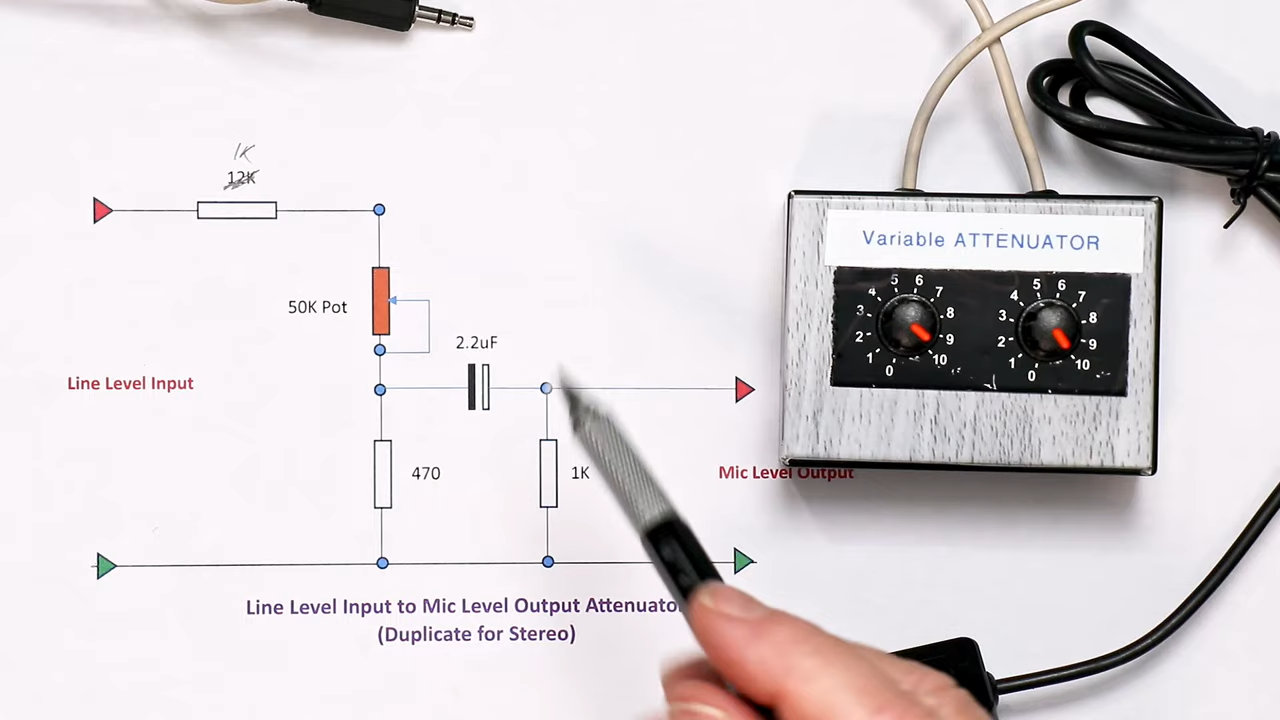 1K
12K
50K Pot
2.2uF
Line Level Input
470
1K
Mic Level Output
Line Level Input to Mic Level Output Attenuato
(Duplicate for Stereo)
Variable ATTENUATOR
0 1 2 3 4 5 6 7 8 9 10
0 1 2 3 4 5 6 7 8 9 10